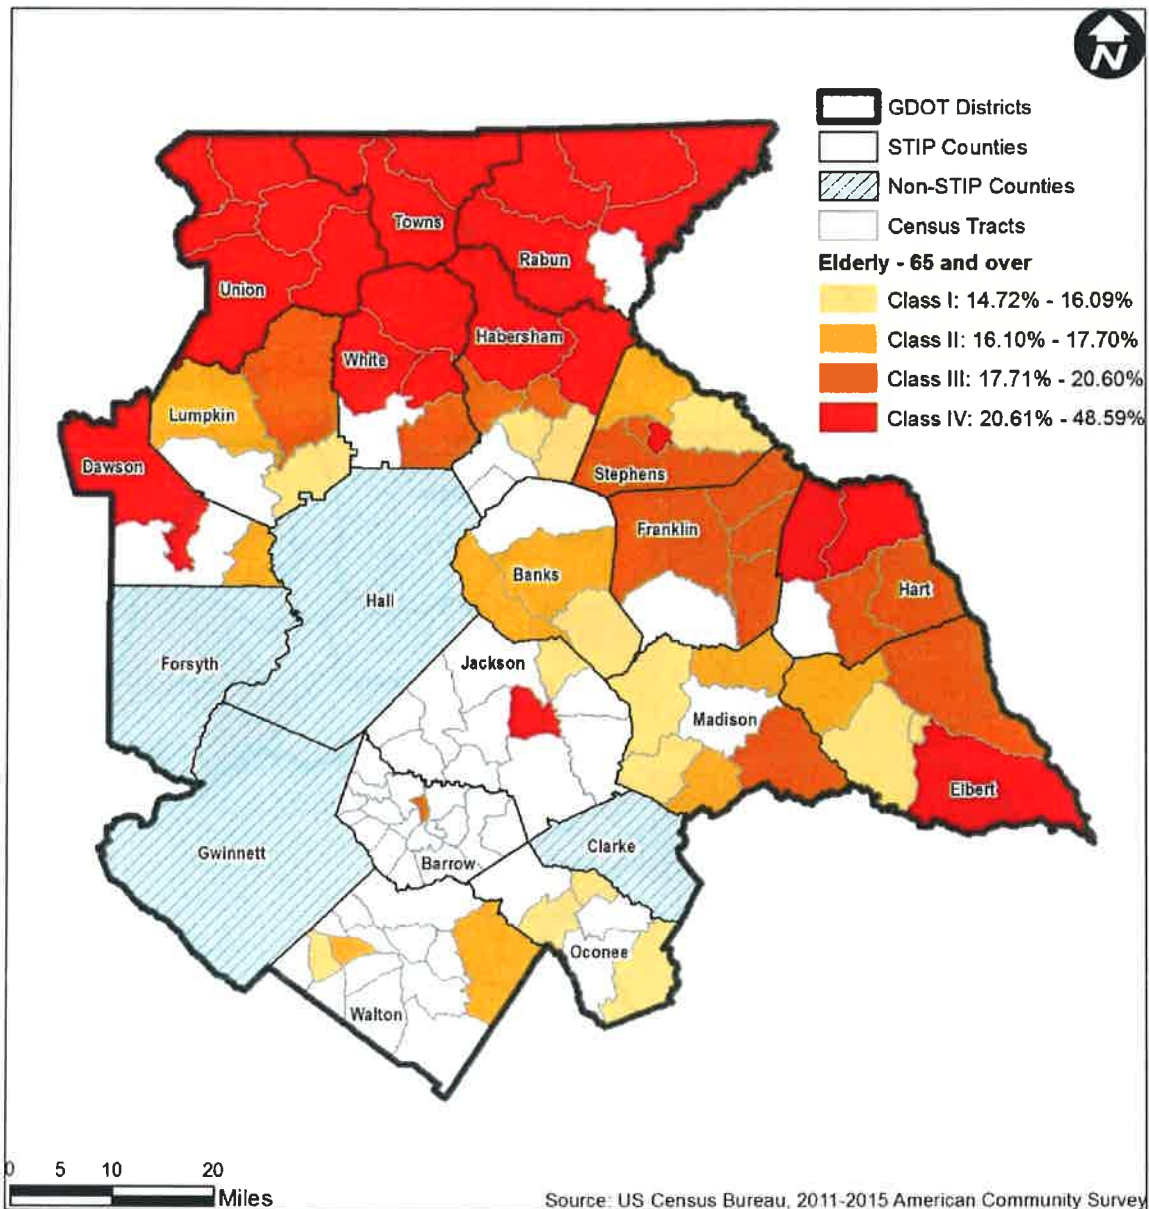 N
GDOT Districts
STIP Counties
Non-STIP Counties
Census Tracts
Elderly - 65 and over
Class I: 14.72% - 16.09%
Class II: 16.10% - 17.70%
Class III: 17.71% - 20.60%
Class IV: 20.61% - 48.59%
Towns
Rabun
Union
Habersham
White
Lumpkin
Dawson
Stephens
Franklin
Banks
Hart
Hall
Forsyth
Jackson
Madison
Elbert
Gwinnett
Clarke
Barrow
Oconee
Walton
0 5 10 20
Miles
Source: US Census Bureau, 2011-2015 American Community Survey